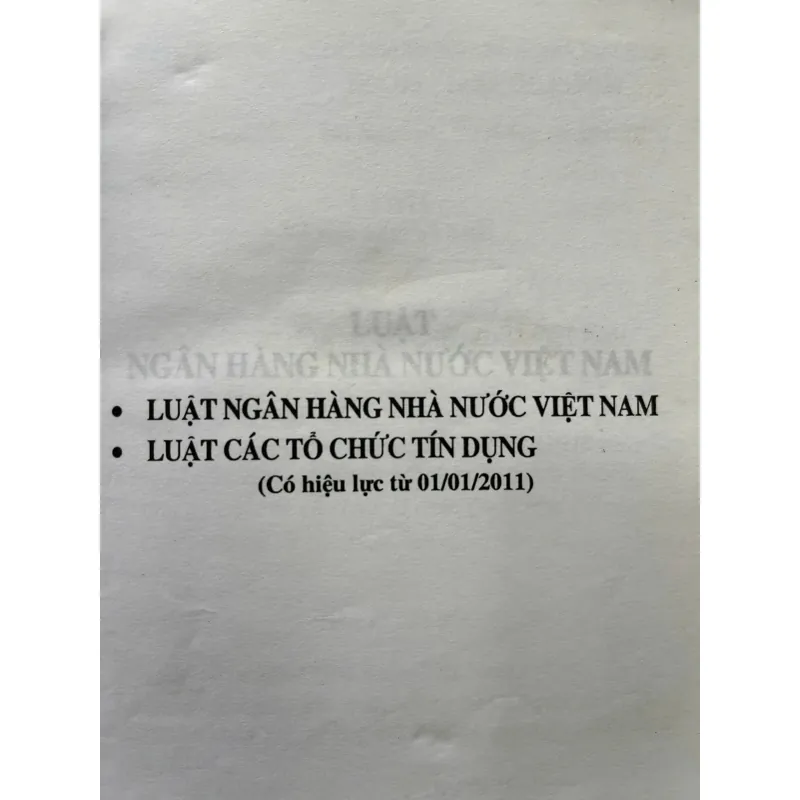 LUẬT
NGÂN HÀNG NHÀ NƯỚC VIỆT NAM
• LUẬT NGÂN HÀNG NHÀ NƯỚC VIỆT NAM
• LUẬT CÁC TỔ CHỨC TÍN DỤNG
(Có hiệu lực từ 01/01/2011)